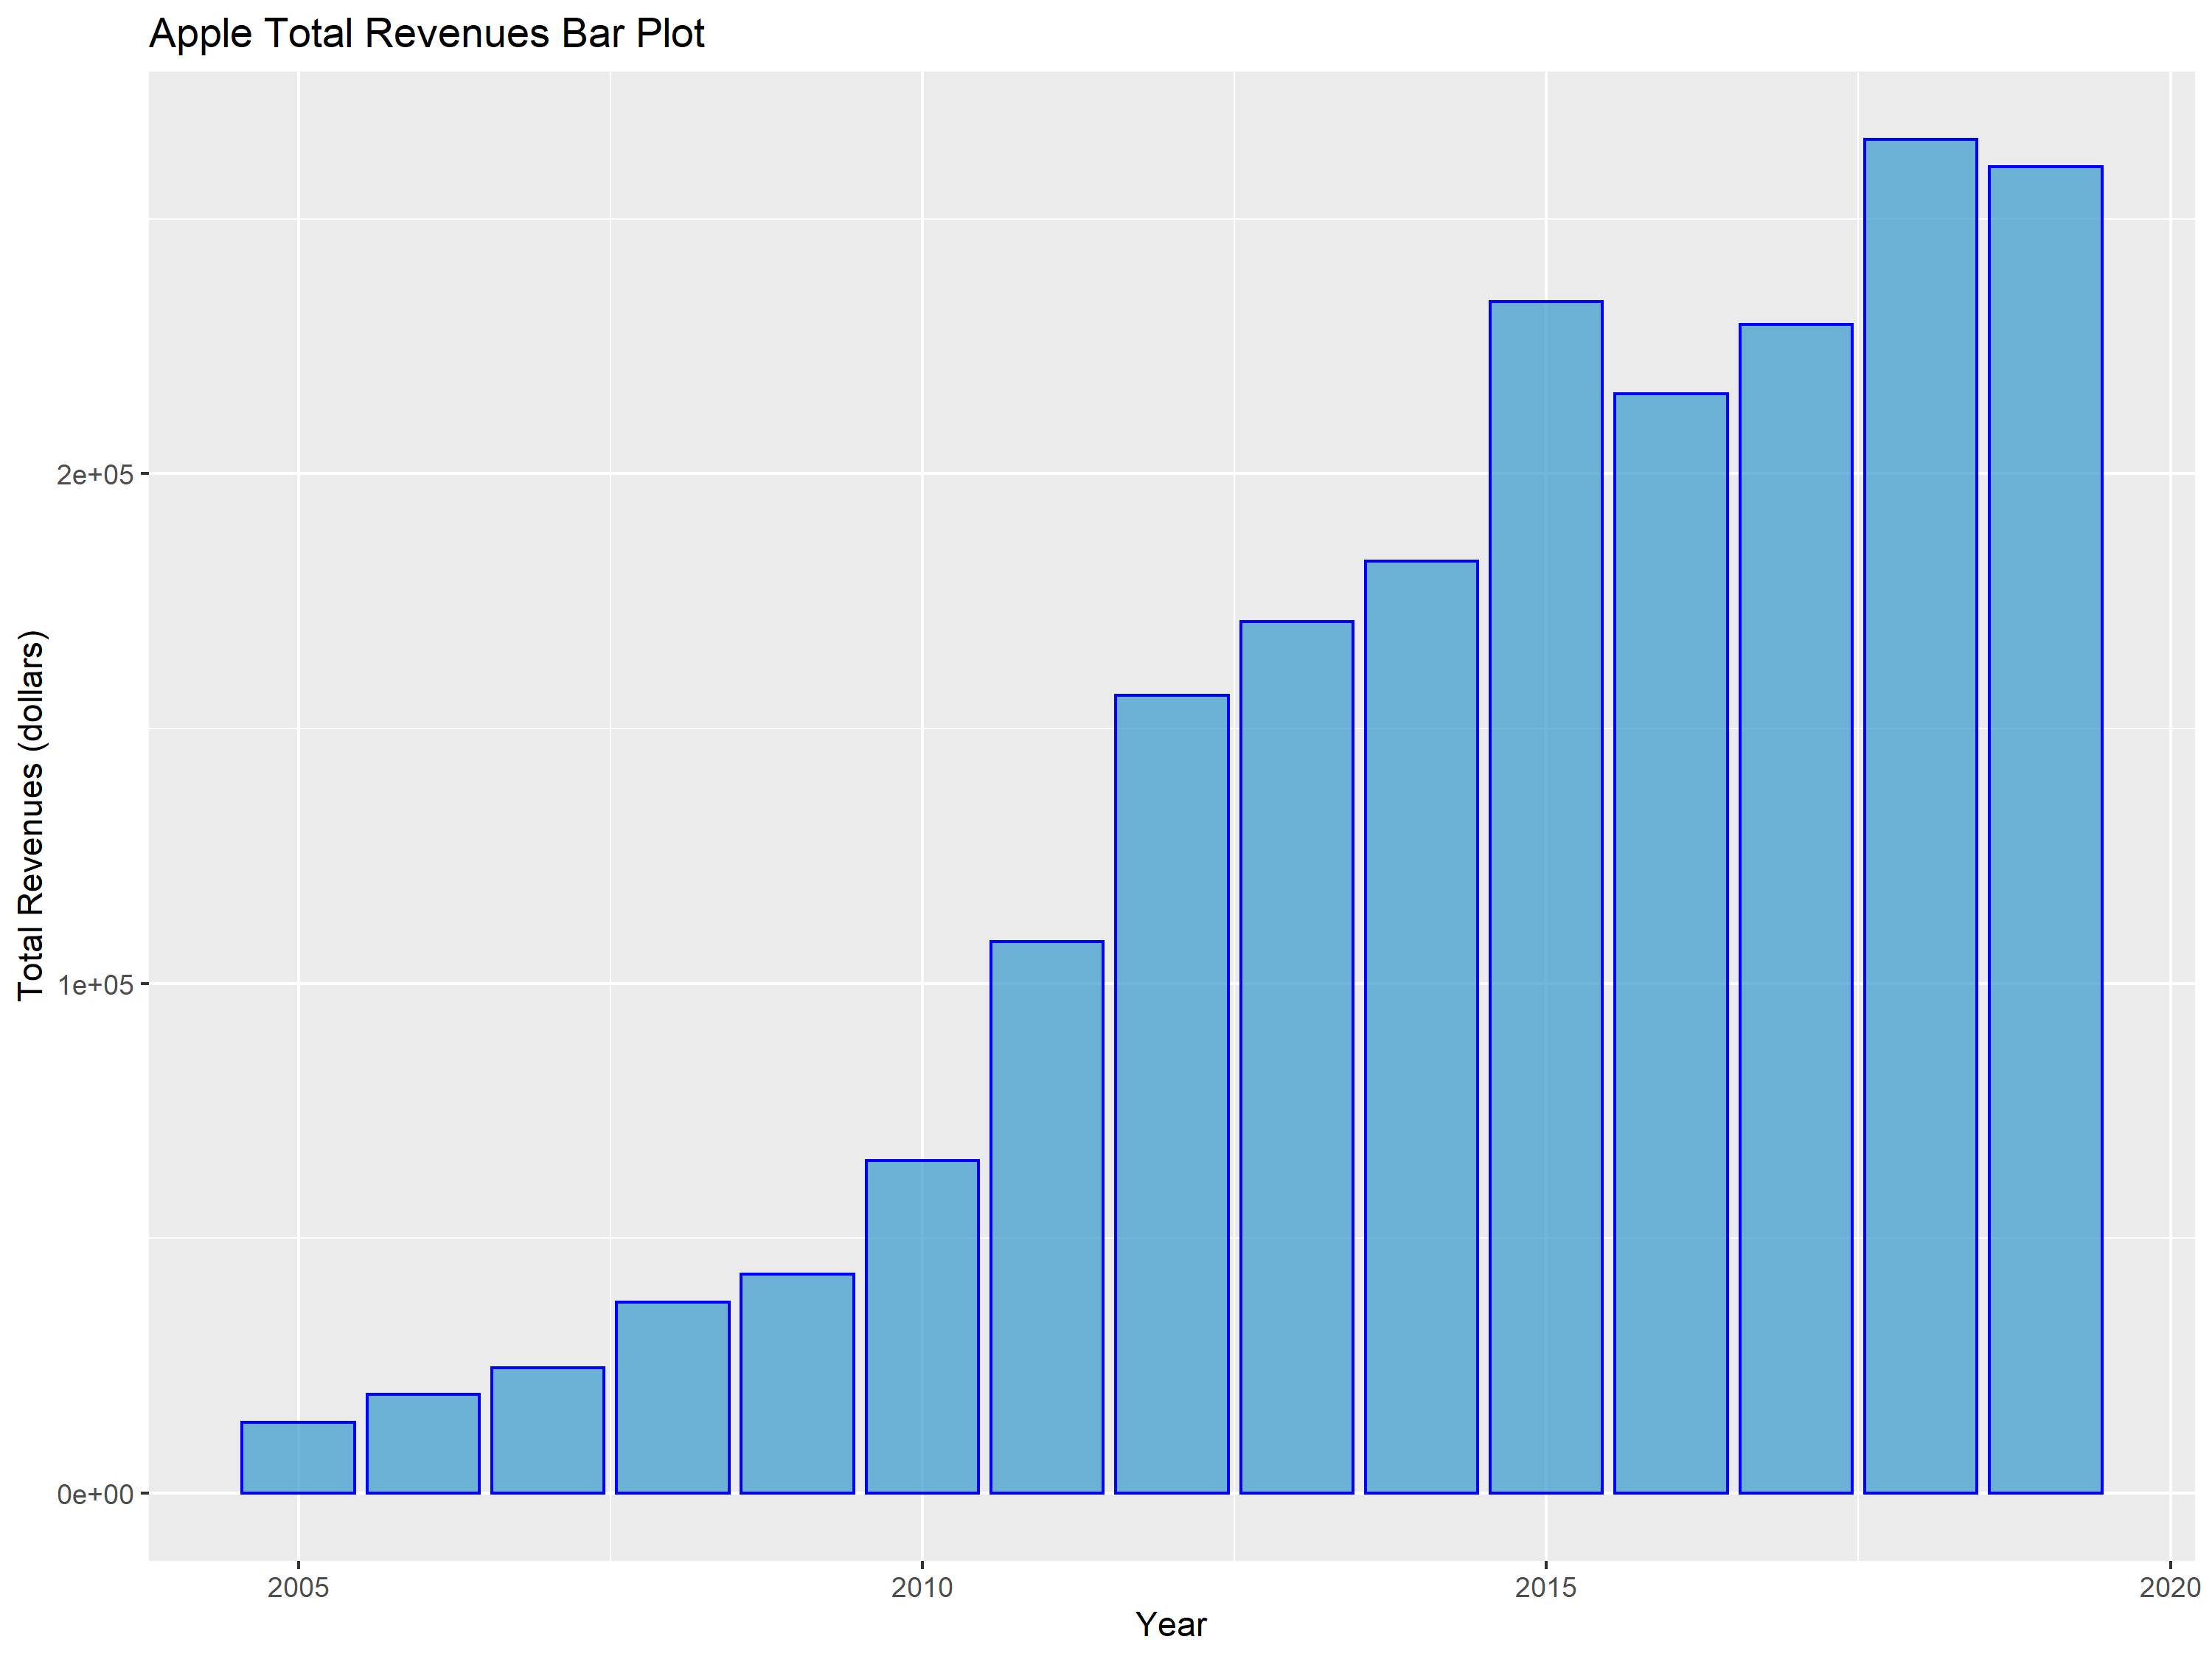 Apple Total Revenues Bar Plot
Total Revenues (dollars)
2e+05
1e+05
0e+00
2005 2010 2015 2020
Year